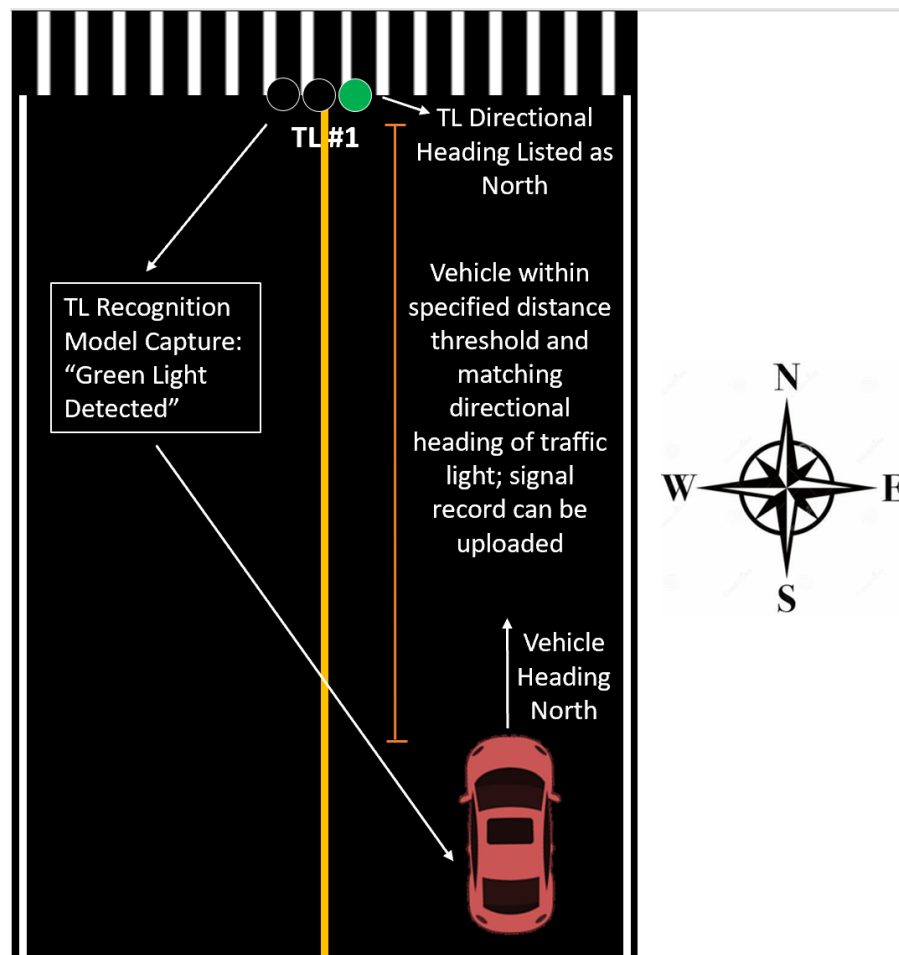 TL #1
TL Directional
Heading Listed as
North
TL Recognition
Model Capture:
“Green Light
Detected”
Vehicle within
specified distance
threshold and
matching
directional
heading of traffic
light; signal
record can be
uploaded
Vehicle
Heading
North
N
W
E
S